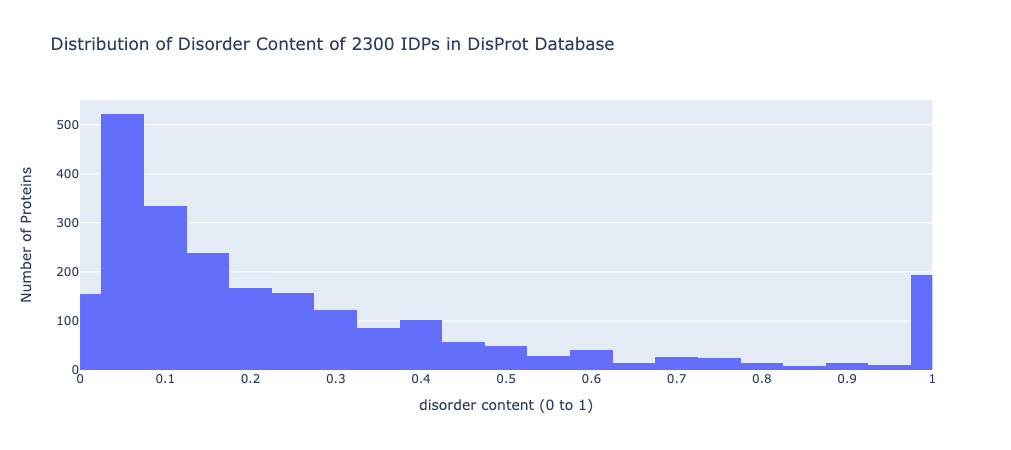 Distribution of Disorder Content of 2300 IDPs in DisProt Database
Number of Proteins
500
400
300
200
100
0
0 0.1 0.2 0.3 0.4 0.5 0.6 0.7 0.8 0.9 1
disorder content (0 to 1)